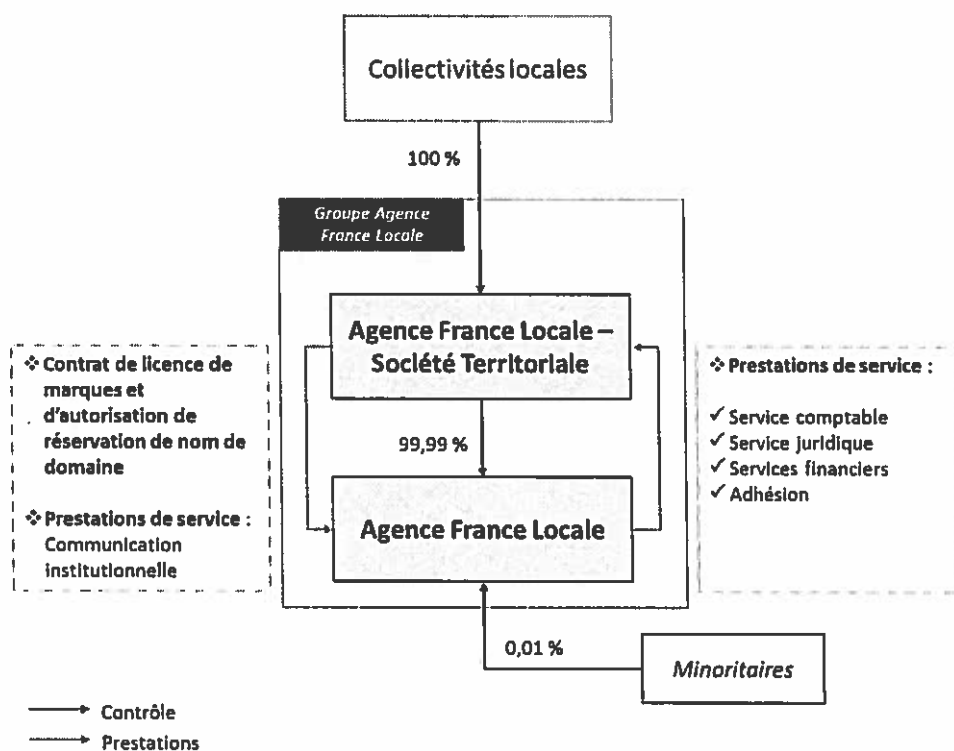 Collectivités locales
100 %
Groupe Agence
France Locale
Agence France Locale –
Société Territoriale
❖ Contrat de licence de
marques et
d'autorisation de
réservation de nom de
domaine
❖ Prestations de service :
Communication
institutionnelle
99,99 %
Agence France Locale
❖ Prestations de service :
✓ Service comptable
✓ Service juridique
✓ Services financiers
✓ Adhésion
0,01 %
Minoritaires
Contrôle
Prestations